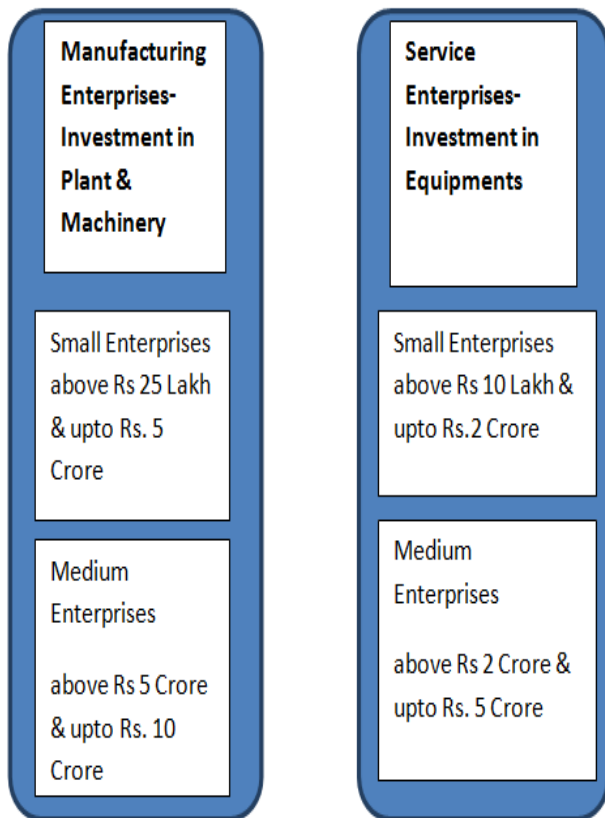 Manufacturing
Enterprises-
Investment in
Plant &
Machinery
Small Enterprises
above Rs 25 Lakh
& upto Rs. 5
Crore
Medium
Enterprises
above Rs 5 Crore
& upto Rs. 10
Crore
Service
Enterprises-
Investment in
Equipments
Small Enterprises
above Rs 10 Lakh &
upto Rs.2 Crore
Medium
Enterprises
above Rs 2 Crore &
upto Rs. 5 Crore